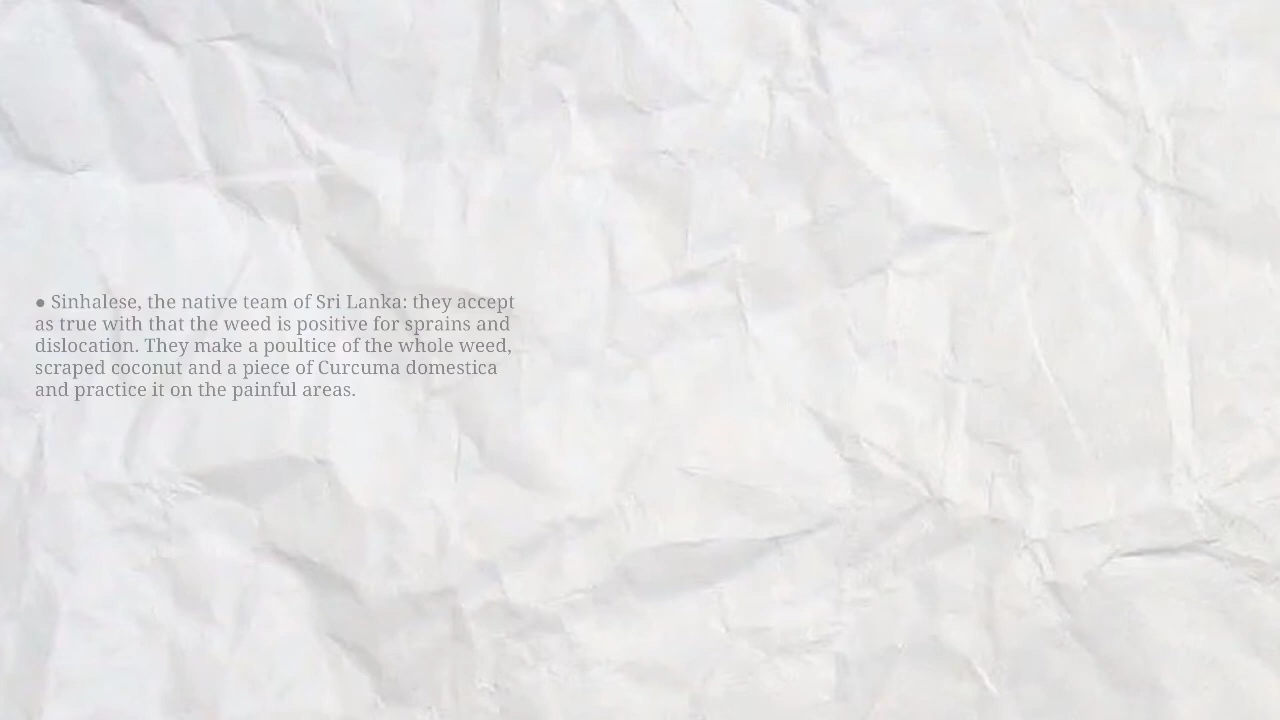 ● Sinhalese, the native team of Sri Lanka: they accept
as true with that the weed is positive for sprains and
dislocation. They make a poultice of the whole weed,
scraped coconut and a piece of Curcuma domestica
and practice it on the painful areas.